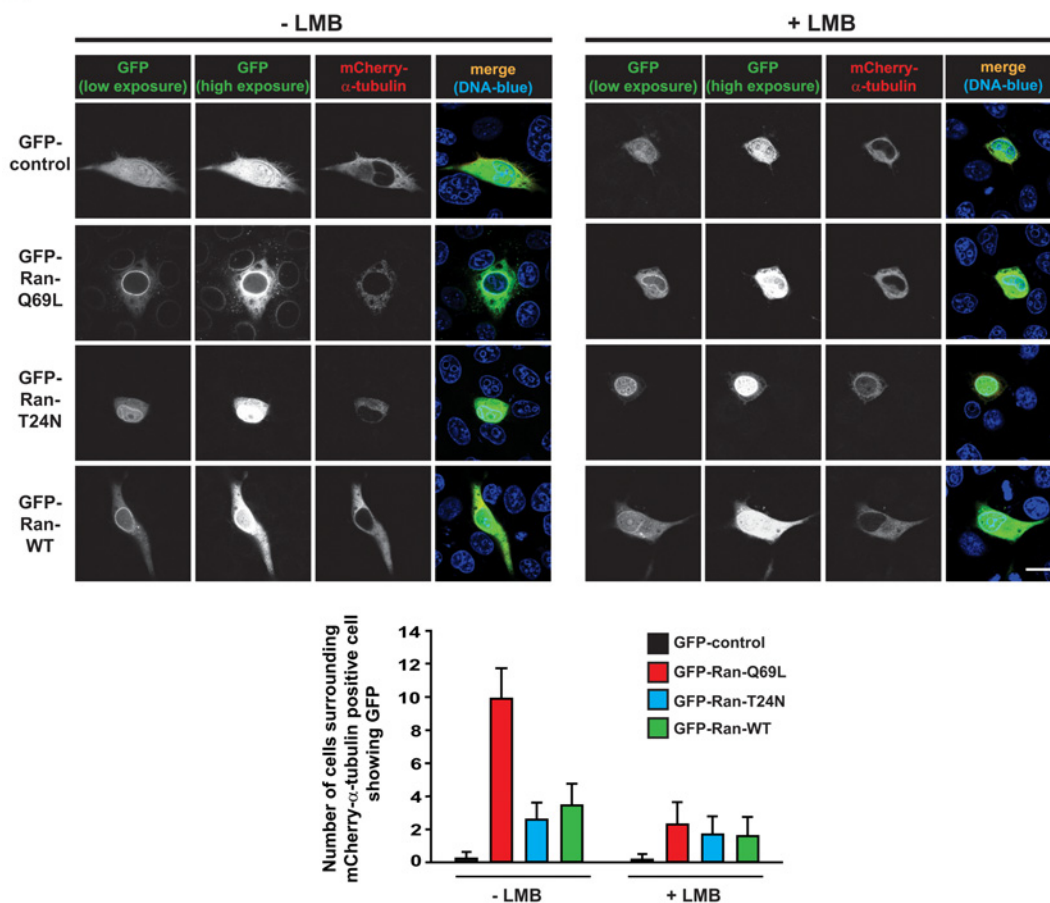 - LMB
+ LMB
GFP
(low exposure)
GFP
(high exposure)
mCherry-
α-tubulin
merge
(DNA-blue)
GFP
(low exposure)
GFP
(high exposure)
mCherry-
α-tubulin
merge
(DNA-blue)
GFP-
control
GFP-
Ran-
Q69L
GFP-
Ran-
T24N
GFP-
Ran-
WT
Number of cells surrounding
mCherry-α-tubulin positive cell
showing GFP
14
12
10
8
6
4
2
0
GFP-control
GFP-Ran-Q69L
GFP-Ran-T24N
GFP-Ran-WT
- LMB
+ LMB